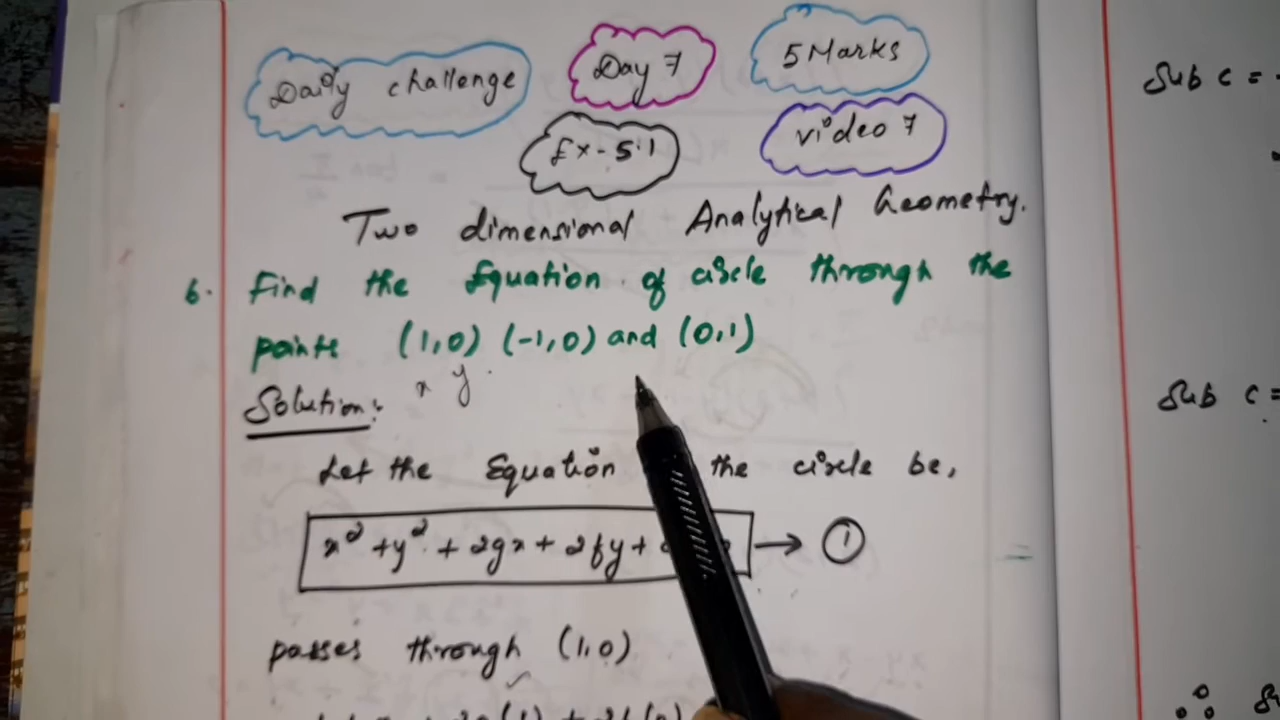 Daily challenge
Day 7
5 Marks
Ex - 5.1
video 7
Sub c =
Two dimensional Analytical Geometry.
6. Find the Equation of circle through the
points (1,0) (-1,0) and (0,1)
x y
Solution:
Let the Equation the circle be,
Sub c =
x² + y² + 2gx + 2fy + → ①
passes through (1,0)